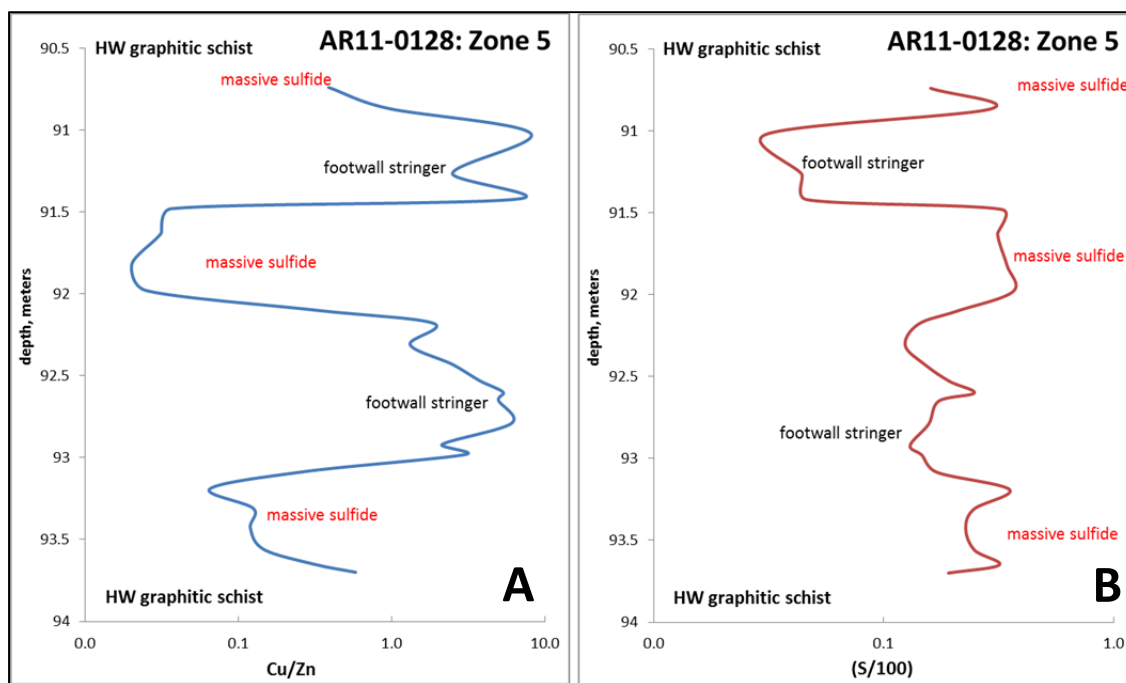 HW graphitic schist
AR11-0128: Zone 5
massive sulfide
footwall stringer
massive sulfide
footwall stringer
massive sulfide
HW graphitic schist
A
depth, meters
90.5
91
91.5
92
92.5
93
93.5
94
0.0 0.1 1.0 10.0
Cu/Zn
HW graphitic schist
AR11-0128: Zone 5
massive sulfide
footwall stringer
massive sulfide
footwall stringer
massive sulfide
HW graphitic schist
B
depth, meters
90.5
91
91.5
92
92.5
93
93.5
94
0.0 0.1 1.0
(S/100)